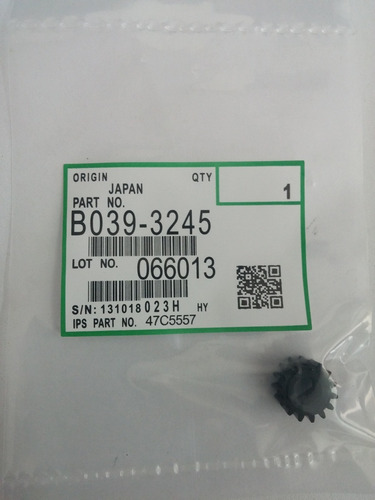 ORIGIN QTY
JAPAN 1
PART NO.
B039-3245
LOT NO. 066013
S/N: 131018023H HY
IPS PART NO. 47C5557